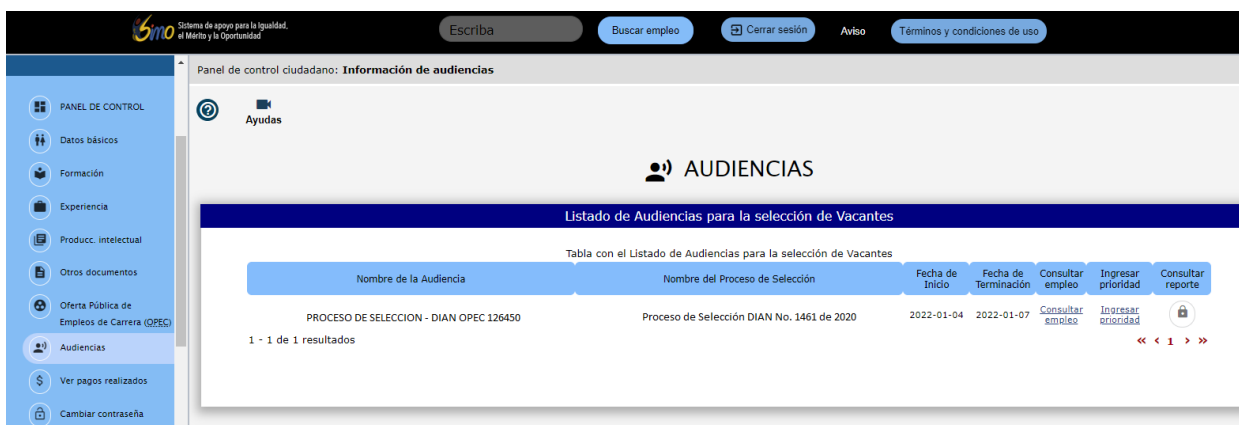 Simo Sistema de apoyo para la Igualdad,
el Mérito y la Oportunidad
Escriba
Buscar empleo
Cerrar sesión
Aviso
Términos y condiciones de uso
Panel de control ciudadano: Información de audiencias
PANEL DE CONTROL
Datos básicos
Formación
Experiencia
Producc. intelectual
Otros documentos
Oferta Pública de
Empleos de Carrera (OPEC)
Audiencias
Ver pagos realizados
Cambiar contraseña
Ayudas
AUDIENCIAS
Listado de Audiencias para la selección de Vacantes
Tabla con el Listado de Audiencias para la selección de Vacantes
Nombre de la Audiencia
Nombre del Proceso de Selección
Fecha de
Inicio
Fecha de
Terminación
Consultar
empleo
Ingresar
prioridad
Consultar
reporte
PROCESO DE SELECCION - DIAN OPEC 126450
Proceso de Selección DIAN No. 1461 de 2020
2022-01-04
2022-01-07
Consultar
empleo
Ingresar
prioridad
1 - 1 de 1 resultados
« ‹ 1 › »